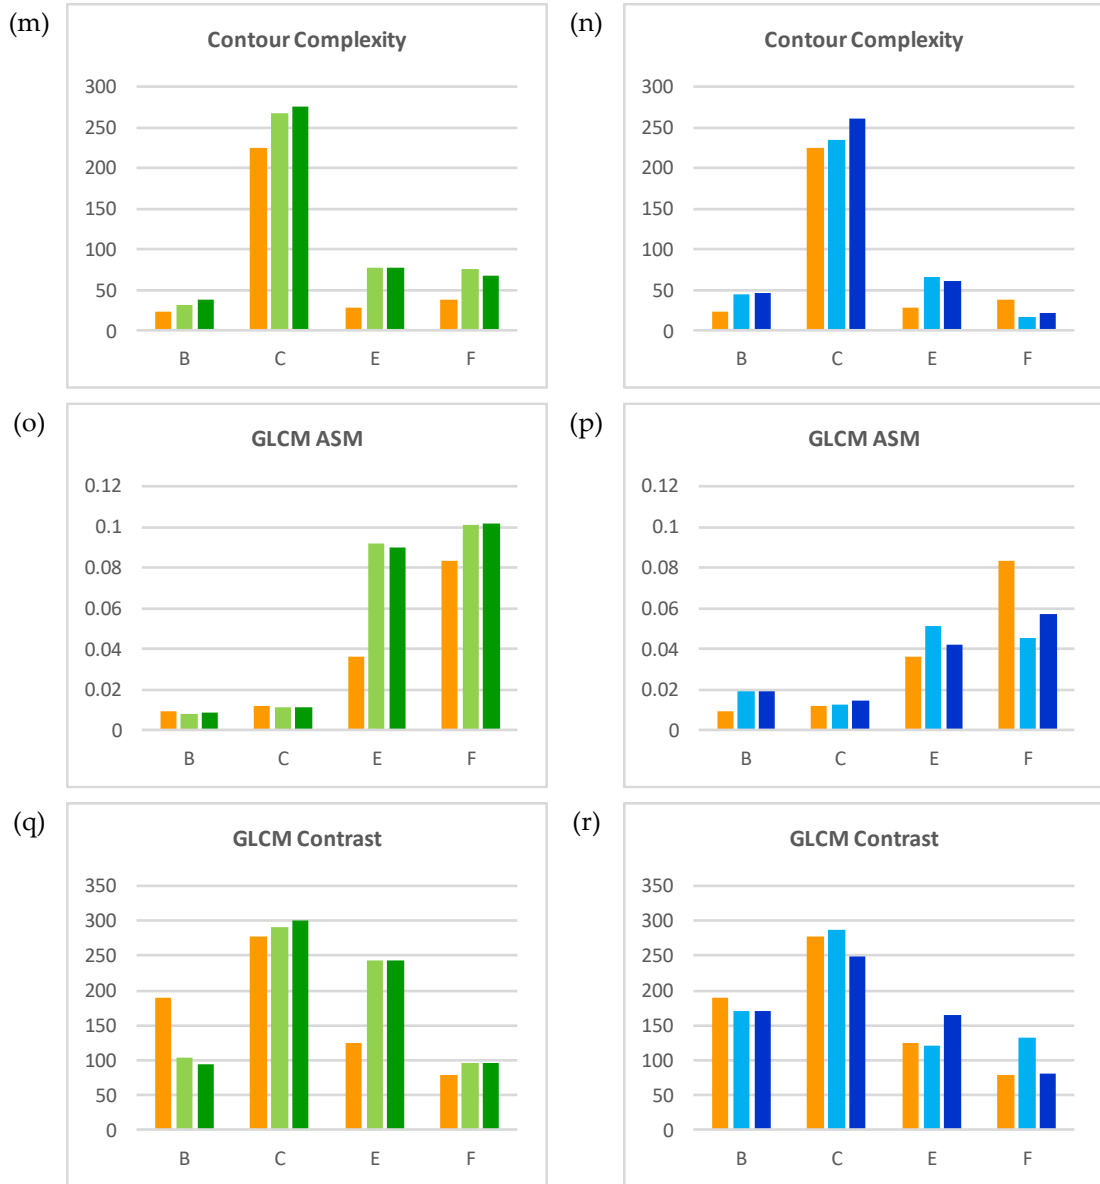 (m)
Contour Complexity
300
250
200
150
100
50
0
B C E F
(n)
Contour Complexity
300
250
200
150
100
50
0
B C E F
(o)
GLCM ASM
0.12
0.1
0.08
0.06
0.04
0.02
0
B C E F
(p)
GLCM ASM
0.12
0.1
0.08
0.06
0.04
0.02
0
B C E F
(q)
GLCM Contrast
350
300
250
200
150
100
50
0
B C E F
(r)
GLCM Contrast
350
300
250
200
150
100
50
0
B C E F